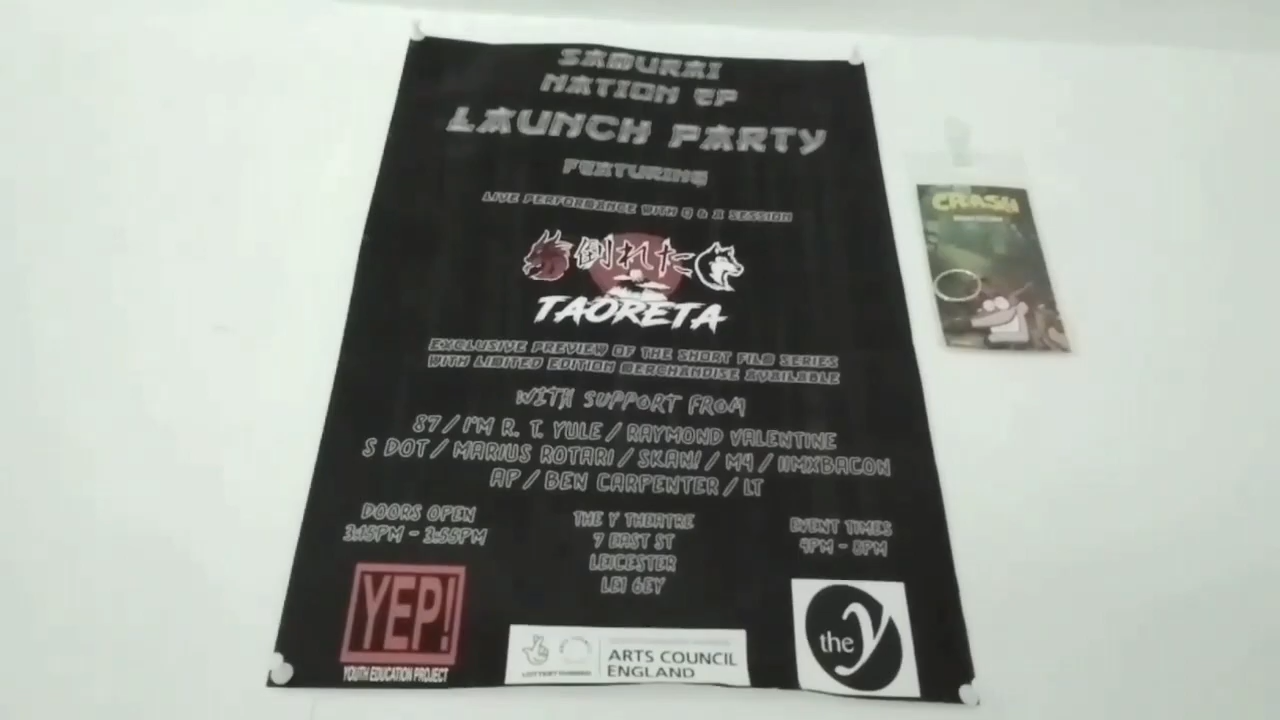 SAMURAI
NATION EP
LAUNCH PARTY
FEATURING
LIVE PERFORMANCE WITH Q & A SESSION
倒れた
TAORETA
EXCLUSIVE PREVIEW OF THE SHORT FILM SERIES
WITH LIMITED EDITION MERCHANDISE AVAILABLE
WITH SUPPORT FROM
87 / I'M R. T. YULE / RAYMOND VALENTINE
S DOT / MARIUS ROTARI / SKAN! / M4 / IIMXBACON
AP / BEN CARPENTER / LT
DOORS OPEN
3:15PM - 3:55PM
THE Y THEATRE
7 EAST ST
LEICESTER
LE1 6EY
EVENT TIMES
4PM - 8PM
YEP!
YOUTH EDUCATION PROJECT
LOTTERY FUNDED
ARTS COUNCIL
ENGLAND
the y
CRASH